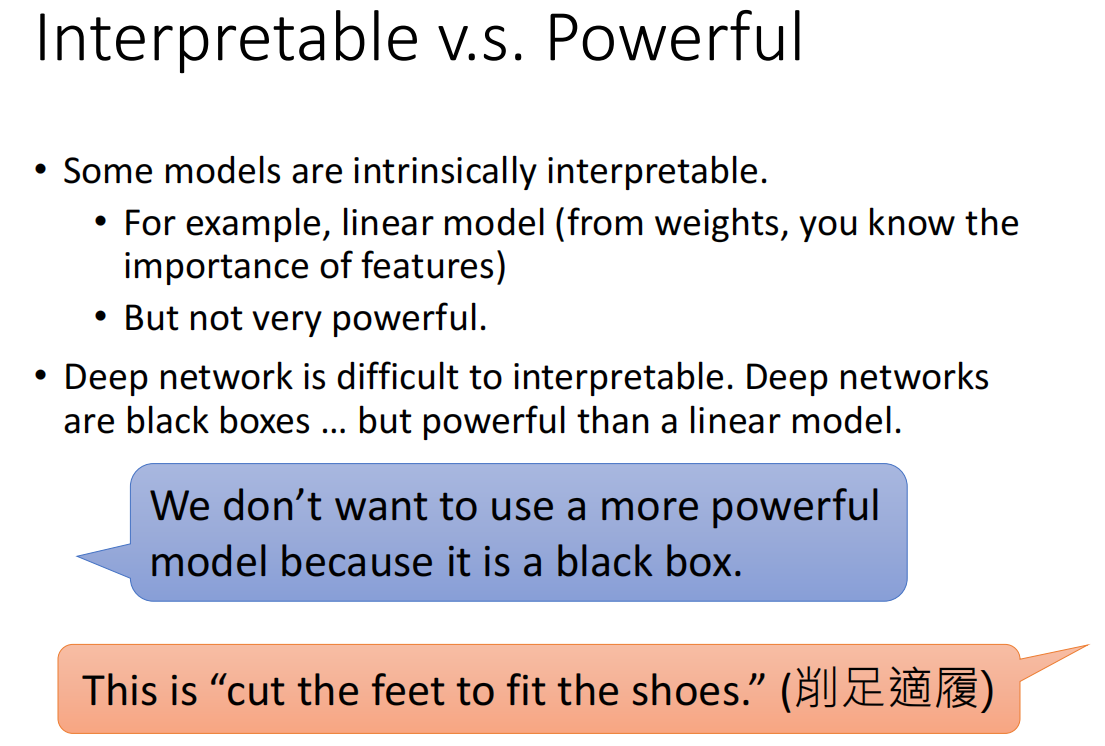 Interpretable v.s. Powerful
• Some models are intrinsically interpretable.
• For example, linear model (from weights, you know the
importance of features)
• But not very powerful.
• Deep network is difficult to interpretable. Deep networks
are black boxes … but powerful than a linear model.
We don’t want to use a more powerful
model because it is a black box.
This is “cut the feet to fit the shoes.” (削足適履)